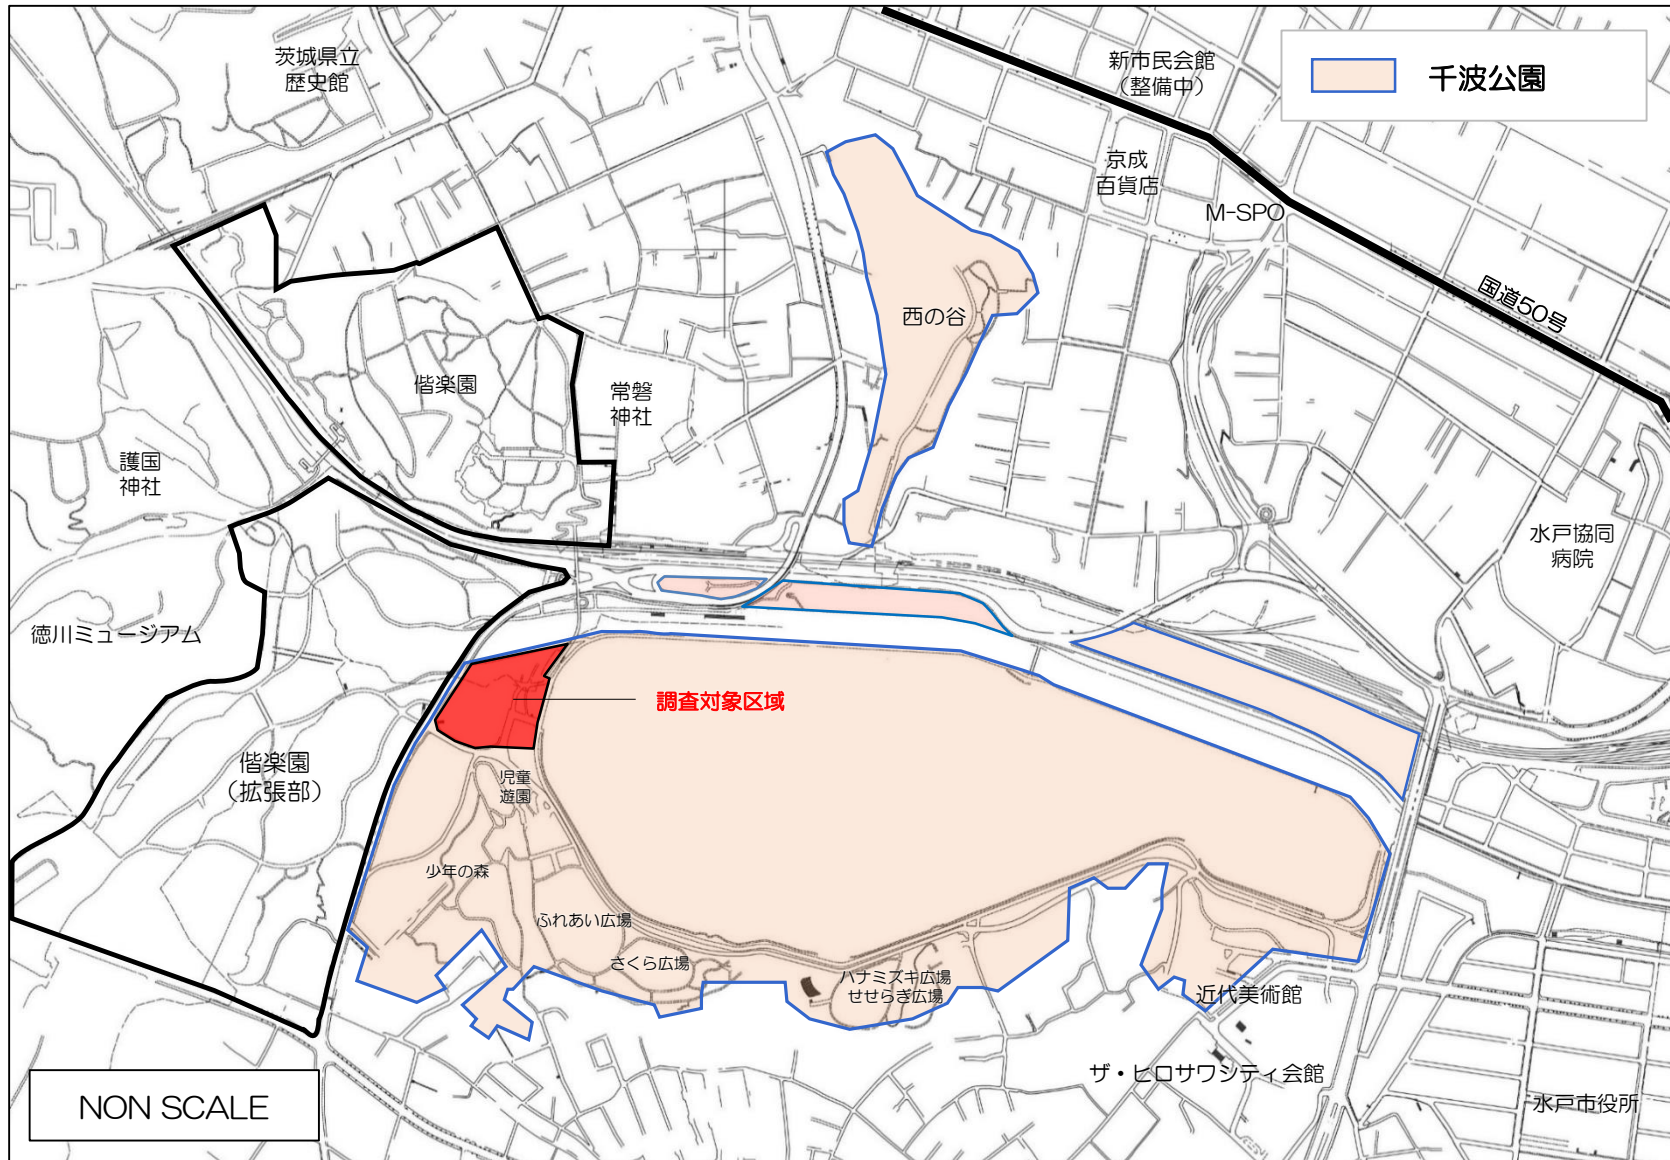 茨城県立
歴史館
新市民会館
（整備中）
千波公園
京成
百貨店
M-SPO
国道50号
西の谷
偕楽園
常磐
神社
護国
神社
水戸協同
病院
徳川ミュージアム
調査対象区域
偕楽園
（拡張部）
児童
遊園
少年の森
ふれあい広場
さくら広場
ハナミズキ広場
せせらぎ広場
近代美術館
ザ・ヒロサワシティ会館
水戸市役所
NON SCALE